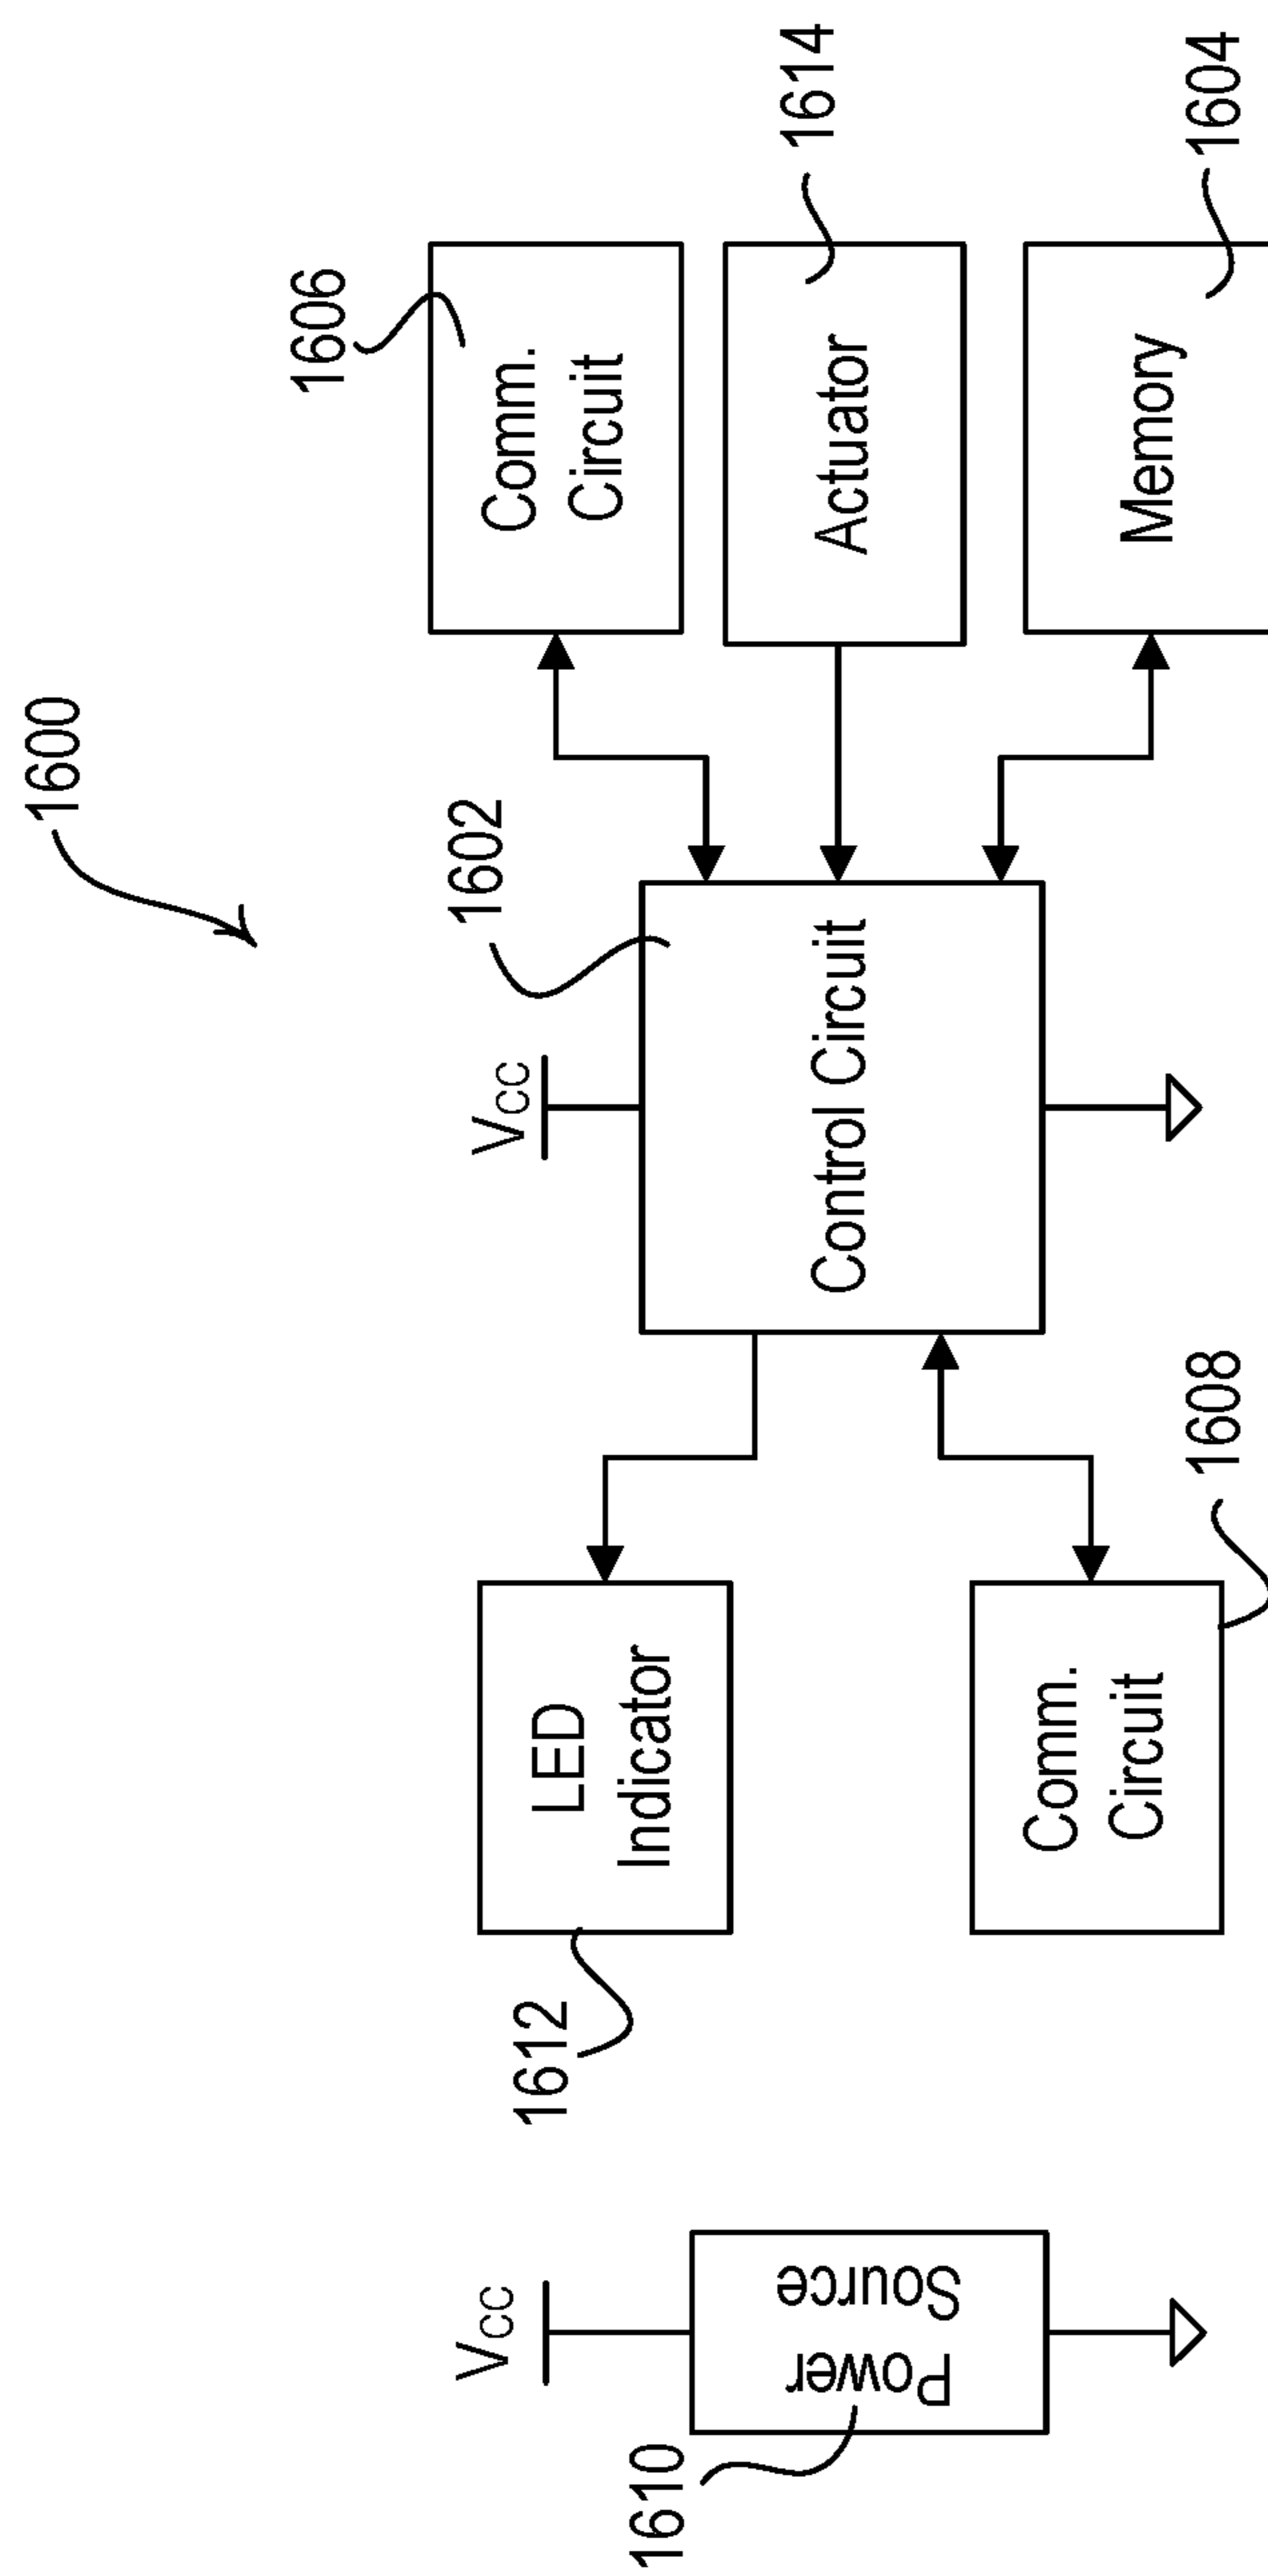 1600
1606
Comm.
Circuit
Actuator
1614
Memory
1604
1602
VCC
Control Circuit
LED
Indicator
1612
Comm.
Circuit
1608
VCC
Power
Source
1610